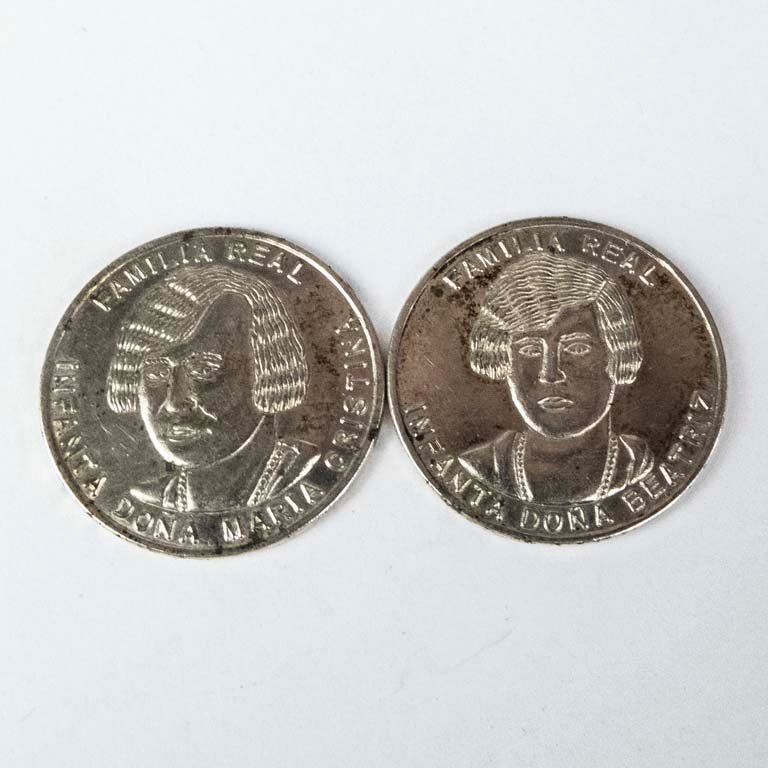 FAMILIA REAL
INFANTA DOÑA MARIA CRISTINA
FAMILIA REAL
INFANTA DOÑA BEATRIZ